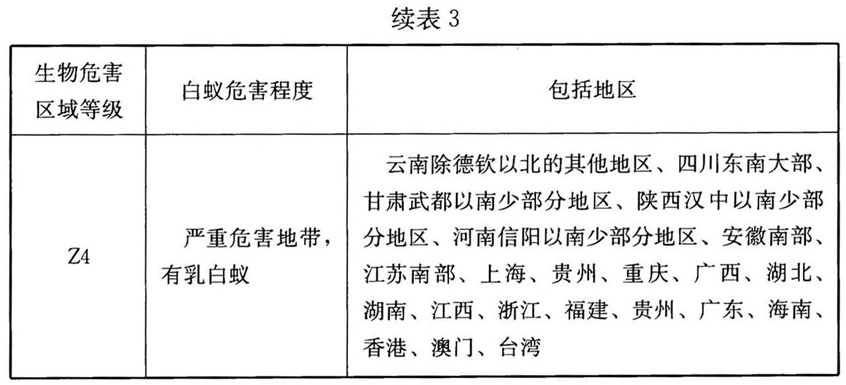 续表 3
生物危害
区域等级
白蚁危害程度
包括地区
Z4
严重危害地带，
有乳白蚁
云南除德钦以北的其他地区、四川东南大部、
甘肃武都以南少部分地区、陕西汉中以南少部
分地区、河南信阳以南少部分地区、安徽南部、
江苏南部、上海、贵州、重庆、广西、湖北、
湖南、江西、浙江、福建、贵州、广东、海南、
香港、澳门、台湾